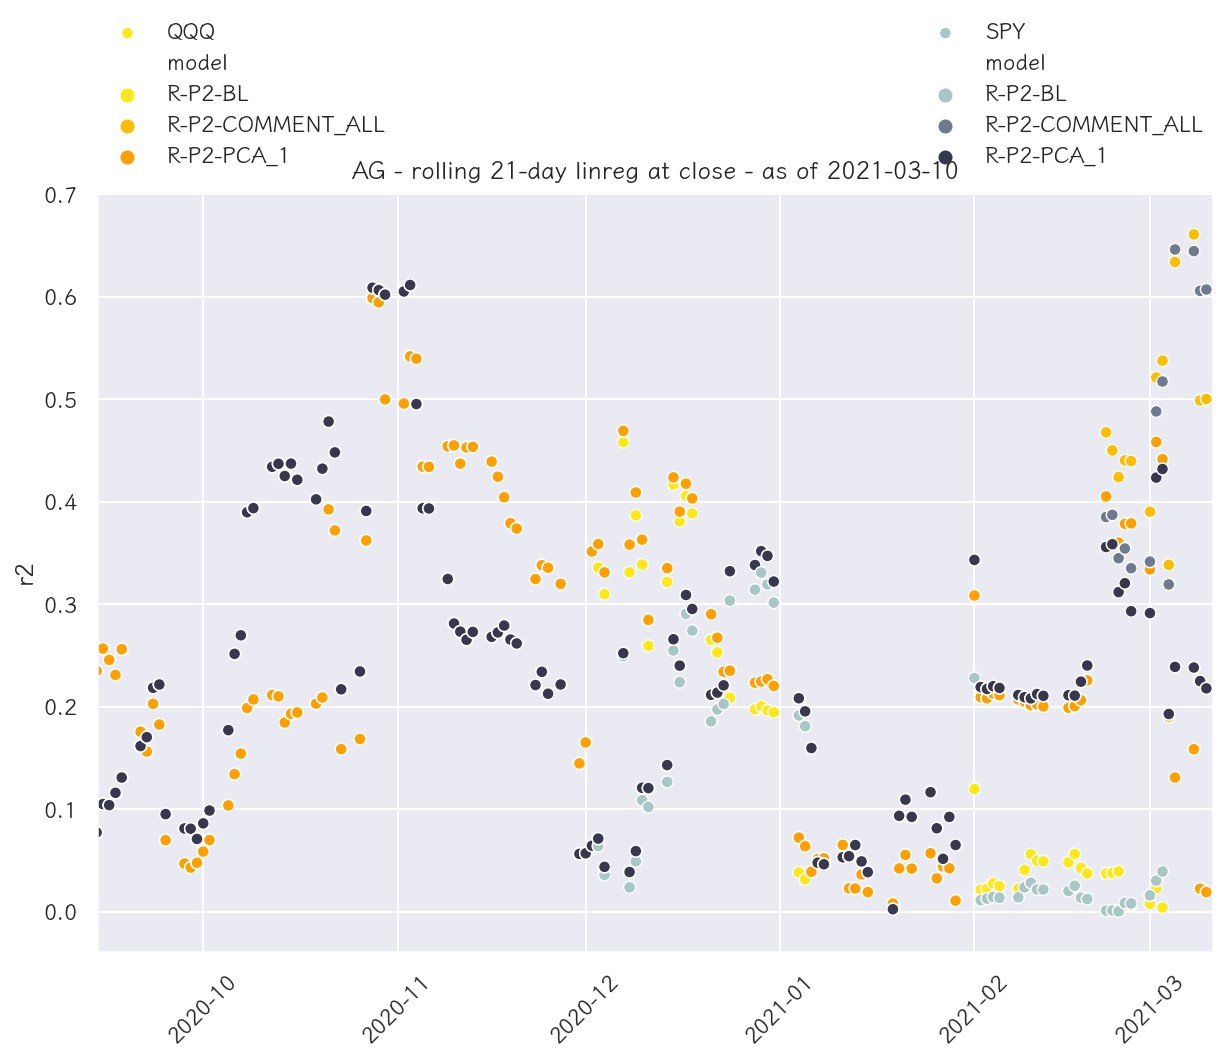 QQQ
model
R-P2-BL
R-P2-COMMENT_ALL
R-P2-PCA_1
SPY
model
R-P2-BL
R-P2-COMMENT_ALL
R-P2-PCA_1
AG - rolling 21-day linreg at close - as of 2021-03-10
0.7
0.6
0.5
0.4
0.3
0.2
0.1
0.0
r2
2020-10
2020-11
2020-12
2021-01
2021-02
2021-03